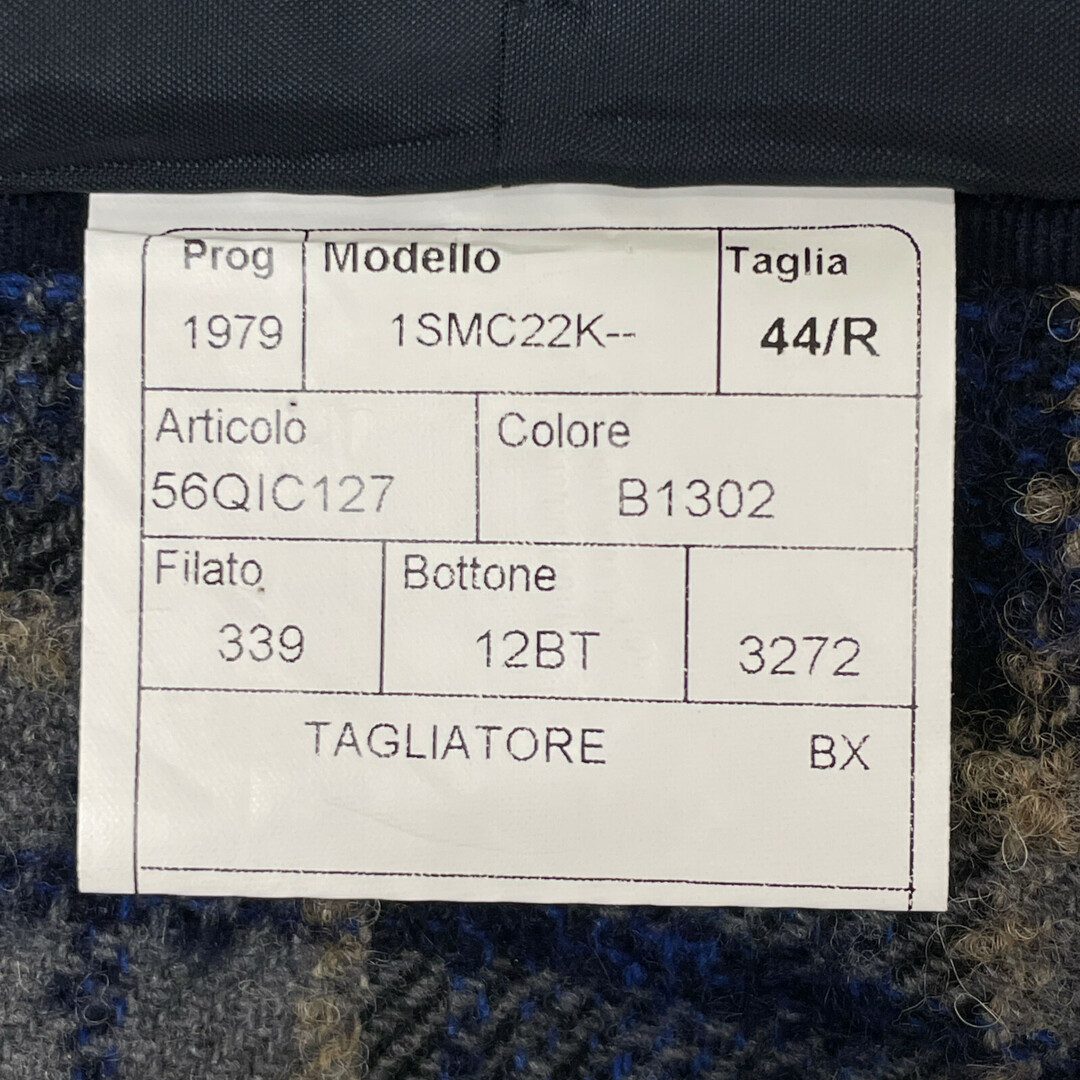 Prog Modello Taglia
1979 1SMC22K-- 44/R
Articolo Colore
56QIC127 B1302
Filato Bottone
339 12BT 3272
TAGLIATORE BX